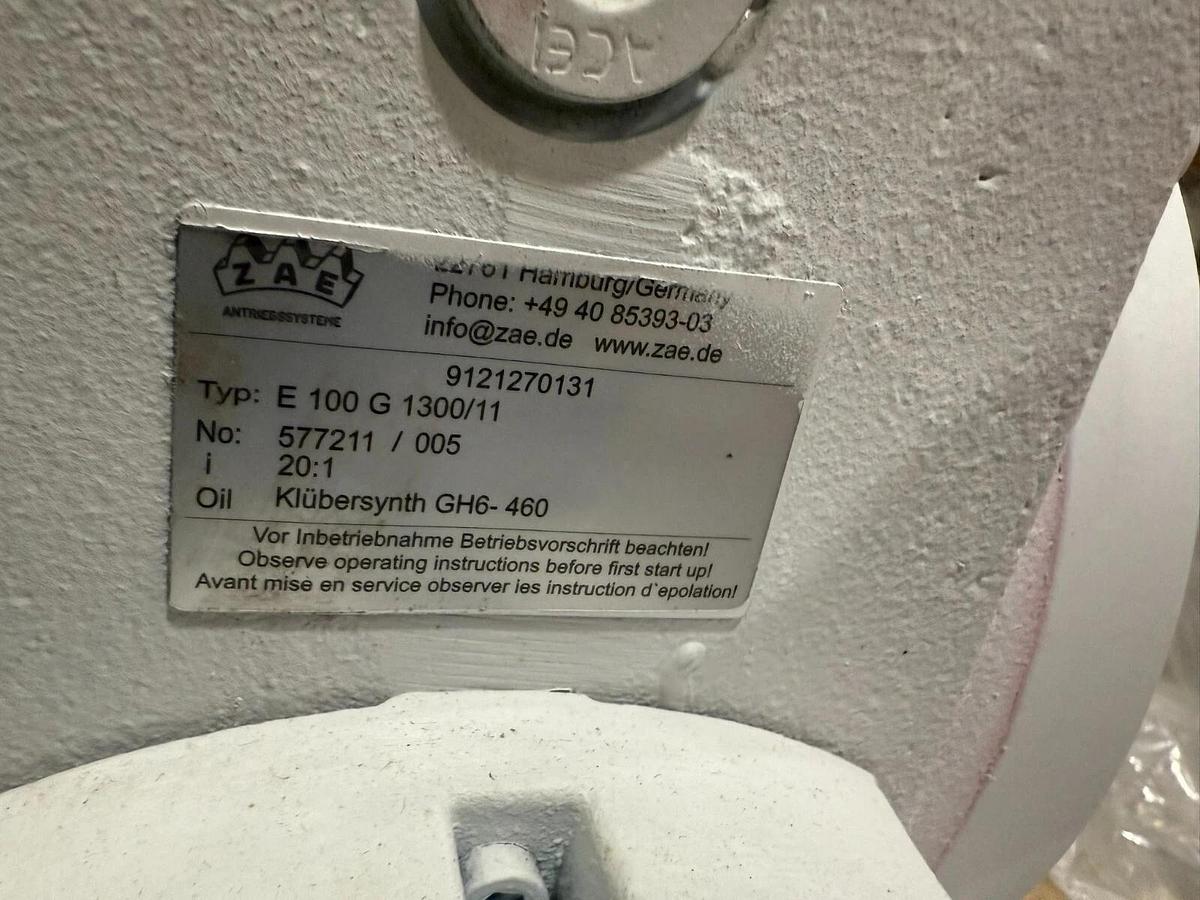 ZAE
ANTRIEBSSYSTEME
22761 Hamburg/Germany
Phone: +49 40 85393-03
info@zae.de www.zae.de
9121270131
Typ: E 100 G 1300/11
No: 577211 / 005
i 20:1
Oil Klübersynth GH6- 460
Vor Inbetriebnahme Betriebsvorschrift beachten!
Observe operating instructions before first start up!
Avant mise en service observer ies instruction d`epolation!